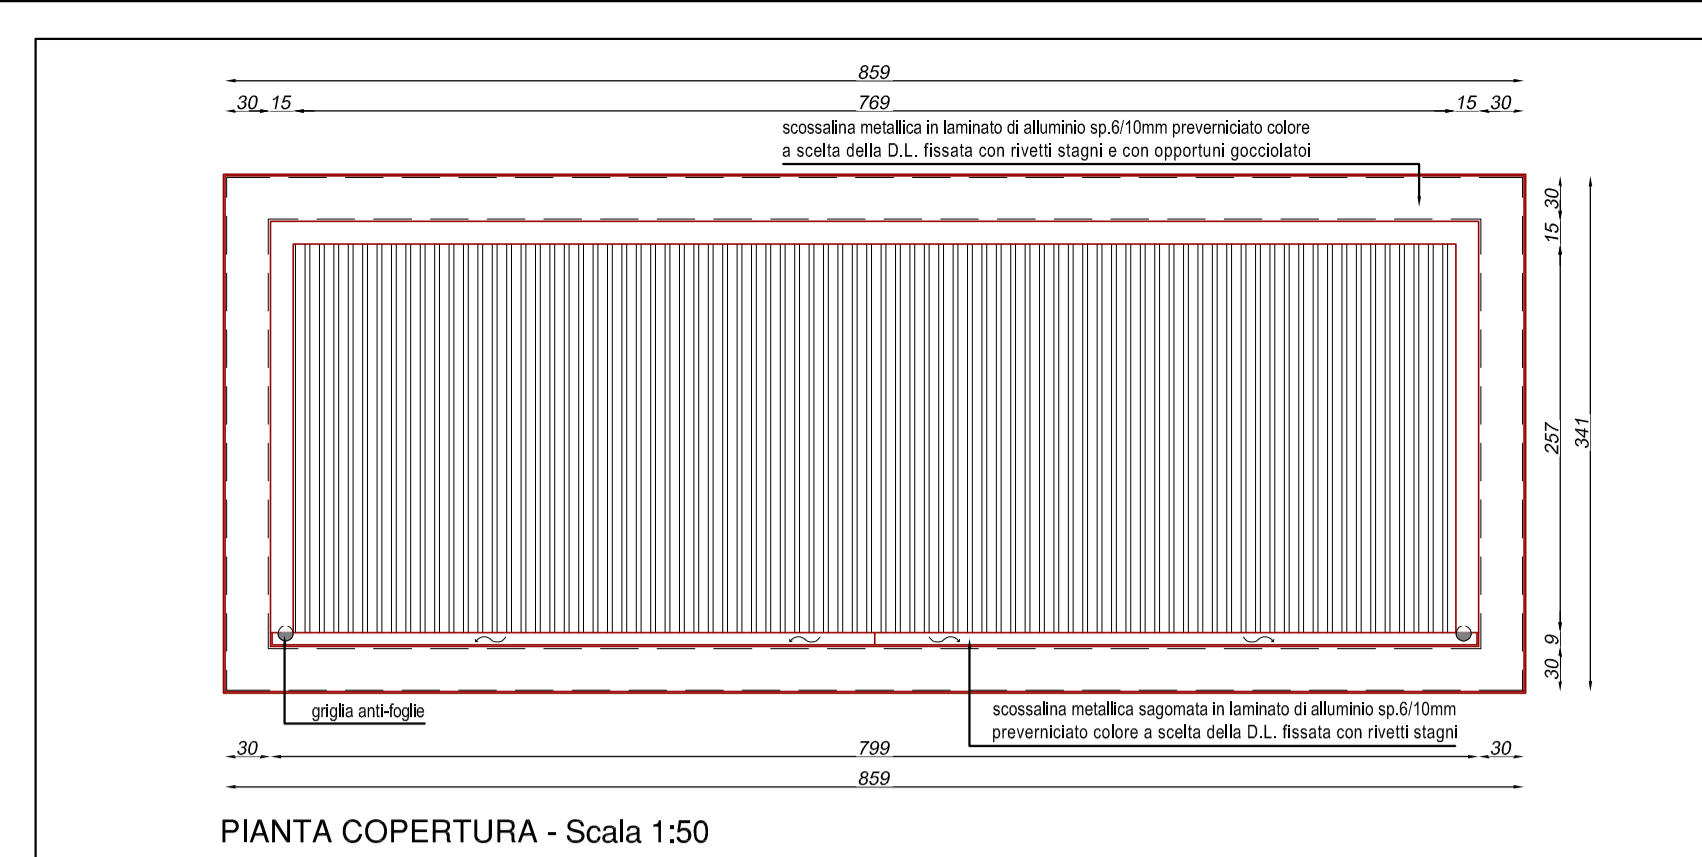 859
30 15 769 15 30
scossalina metallica in laminato di alluminio sp.6/10mm preverniciato colore
a scelta della D.L. fissata con rivetti stagni e con opportuni gocciolatoi
30
15
257
341
9
30
griglia anti-foglie
scossalina metallica sagomata in laminato di alluminio sp.6/10mm
preverniciato colore a scelta della D.L. fissata con rivetti stagni
30 799 30
859
PIANTA COPERTURA - Scala 1:50